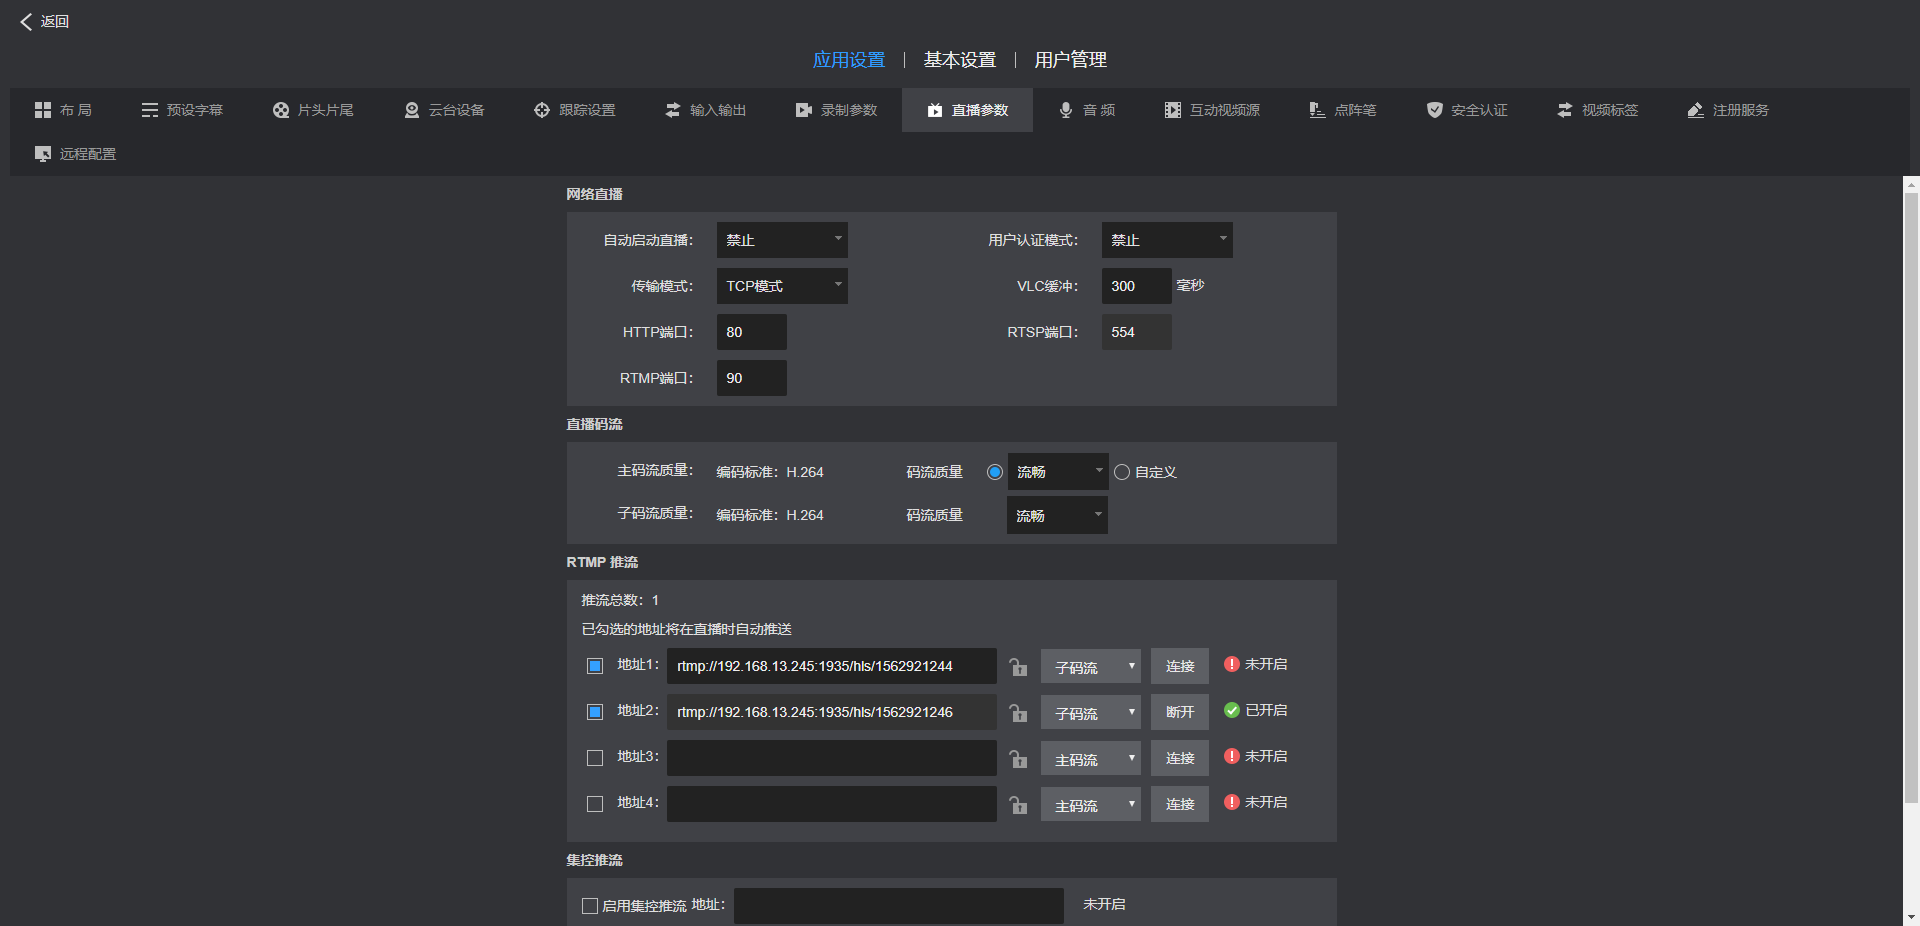 返回
应用设置 | 基本设置 | 用户管理
布 局 预设字幕 片头片尾 云台设备 跟踪设置 输入输出 录制参数 直播参数 音 频 互动视频源 点阵笔 安全认证 视频标签 注册服务
远程配置
网络直播
自动启动直播： 禁止 用户认证模式： 禁止
传输模式： TCP模式 VLC缓冲： 300 毫秒
HTTP端口： 80 RTSP端口： 554
RTMP端口： 90
直播码流
主码流质量： 编码标准：H.264 码流质量 流畅 自定义
子码流质量： 编码标准：H.264 码流质量 流畅
RTMP 推流
推流总数：1
已勾选的地址将在直播时自动推送
地址1： rtmp://192.168.13.245:1935/hls/1562921244 子码流 连接 未开启
地址2： rtmp://192.168.13.245:1935/hls/1562921246 子码流 断开 已开启
地址3： 主码流 连接 未开启
地址4： 主码流 连接 未开启
集控推流
启用集控推流 地址： 未开启